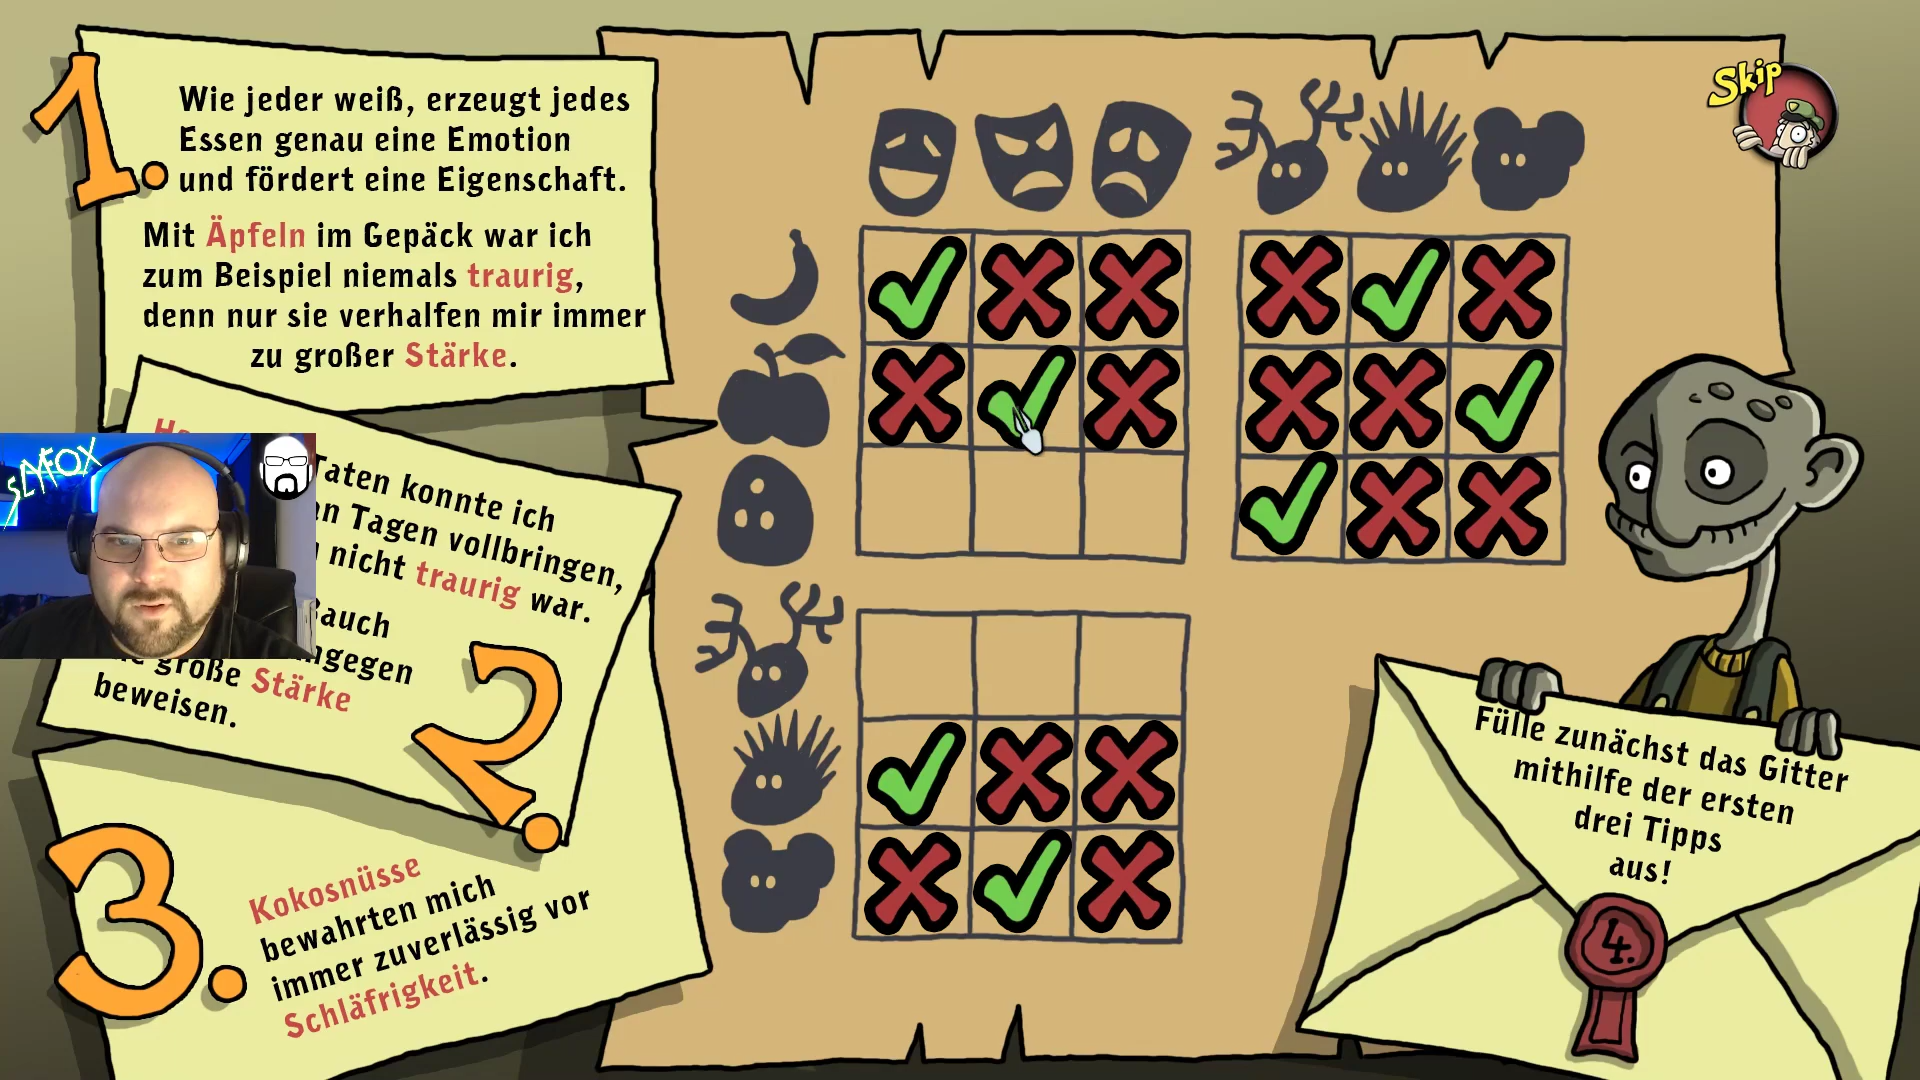 1.
Wie jeder weiß, erzeugt jedes
Essen genau eine Emotion
und fördert eine Eigenschaft.
Mit Äpfeln im Gepäck war ich
zum Beispiel niemals traurig,
denn nur sie verhalfen mir immer
zu großer Stärke.
2.
Taten konnte ich
Tagen vollbringen,
nicht traurig war.
große Stärke
beweisen.
3.
Kokosnüsse
bewahrten mich
immer zuverlässig vor
Schläfrigkeit.
SLAYFOX
Skip
Fülle zunächst das Gitter
mithilfe der ersten
drei Tipps
aus!
4.